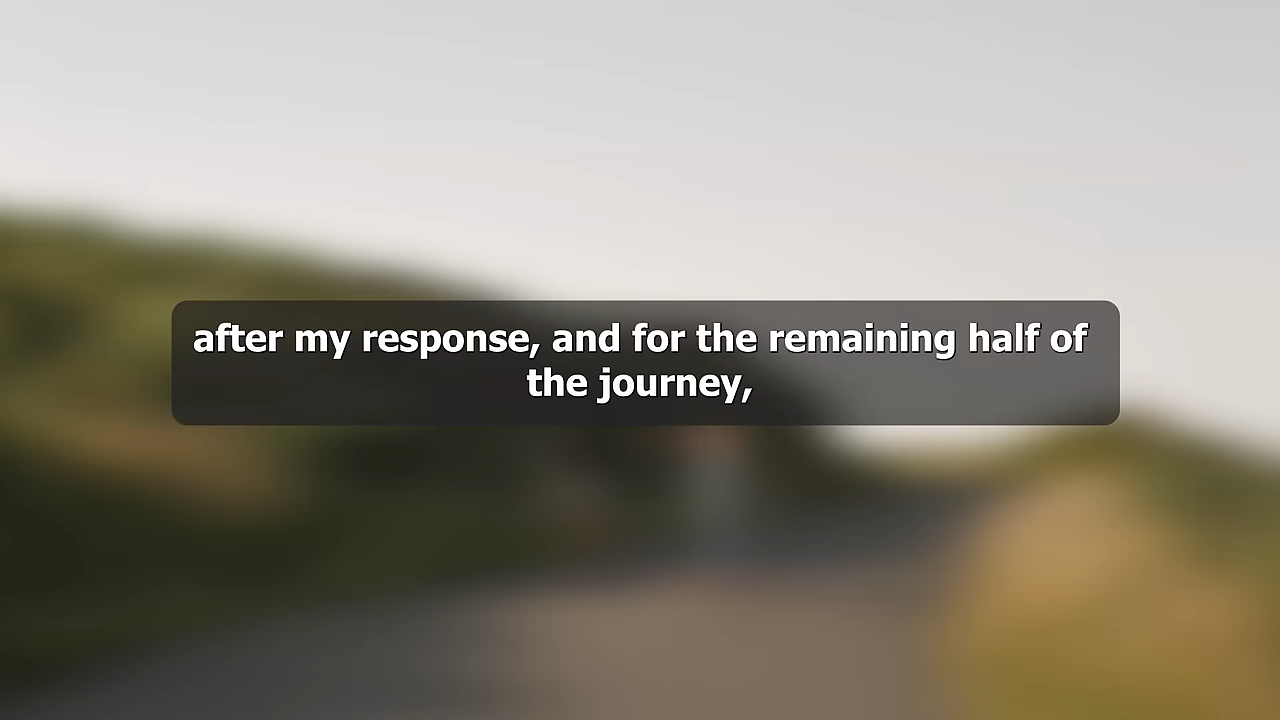 after my response, and for the remaining half of
the journey,